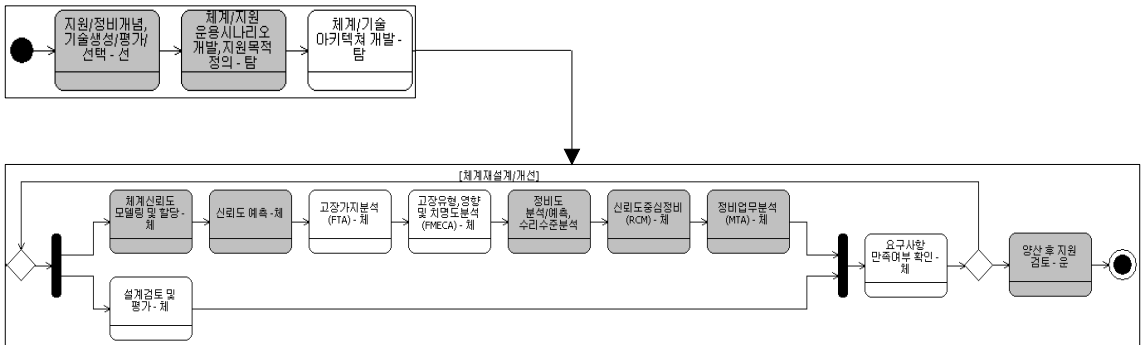 지원/정비개념,
기술생성/평가/
선택 - 선
체계/지원
운용시나리오
개발,지원목적
정의 - 탐
체계/기술
아키텍쳐 개발 -
탐
[체계재설계/개선]
체계신뢰도
모델링 및 할당 -
체
신뢰도 예측 -체
고장가지분석
(FTA) - 체
고장유형,영향
및 치명도분석
(FMECA) - 체
정비도
분석/예측,
수리수준분석
신뢰도중심정비
(RCM) - 체
정비업무분석
(MTA) - 체
설계검토 및
평가 - 체
요구사항
만족여부 확인 -
체
양산 후 지원
검토 - 운